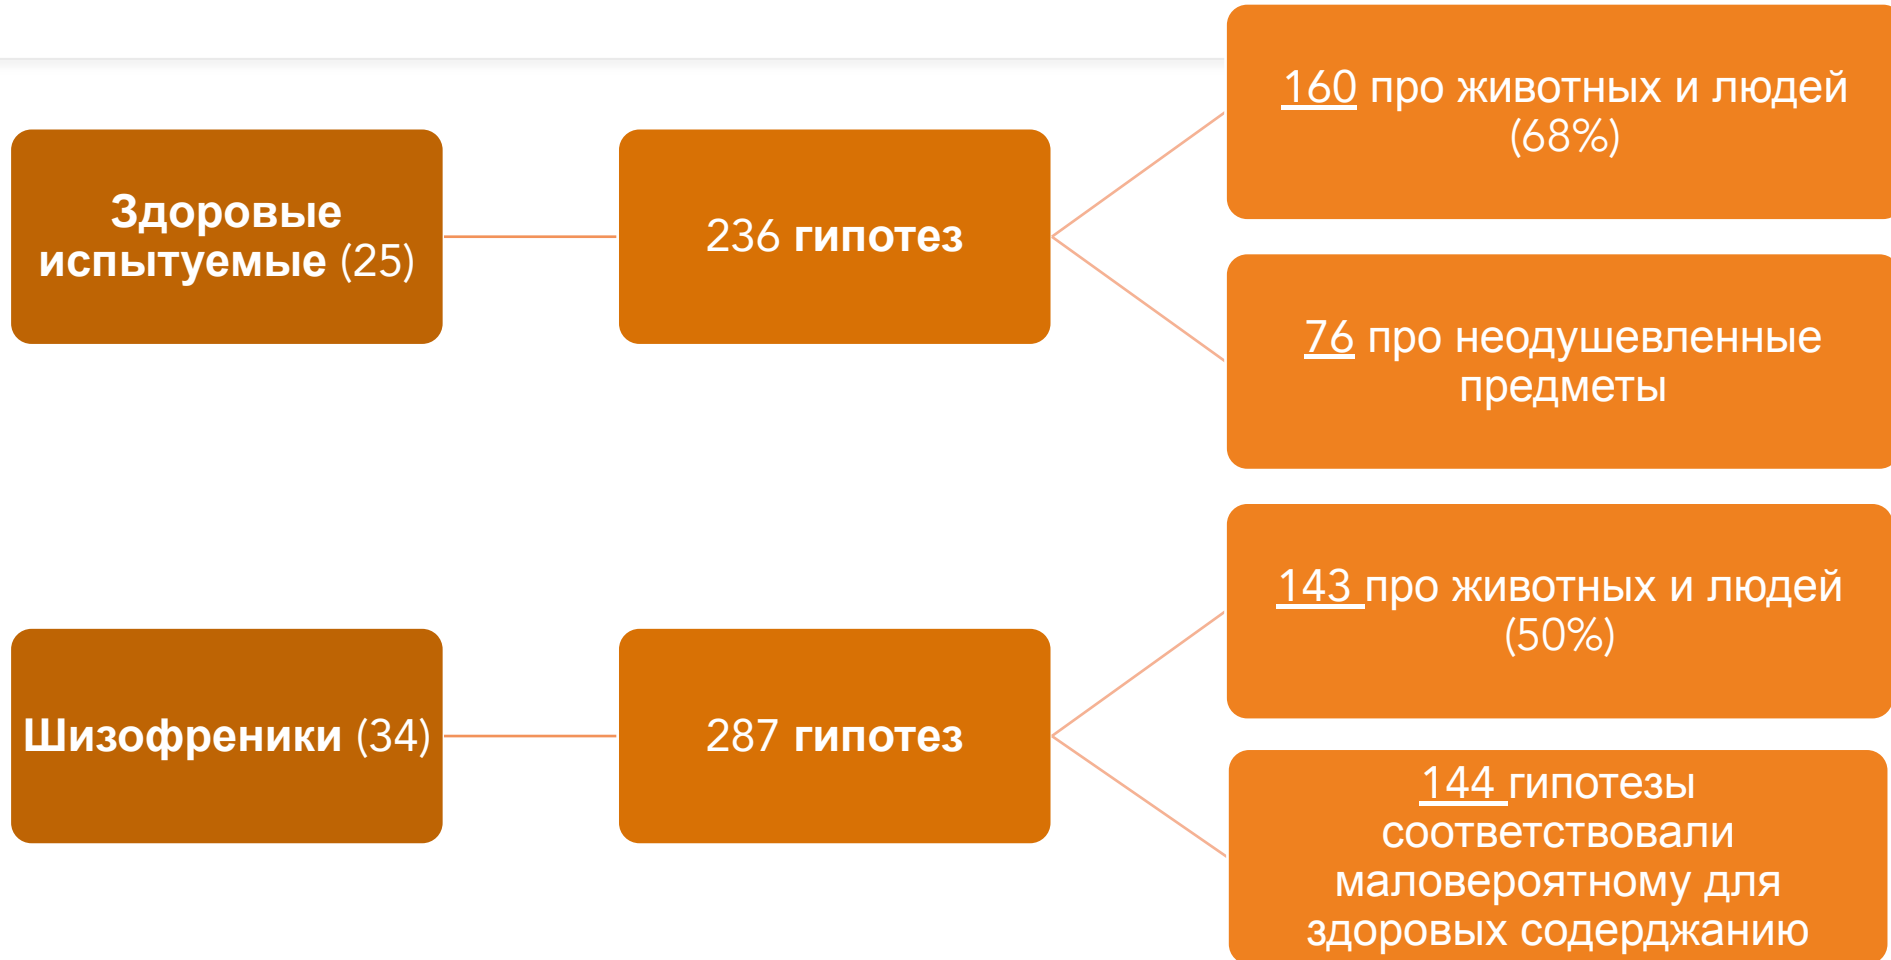 Здоровые
испытуемые (25)
236 гипотез
160 про животных и людей
(68%)
76 про неодушевленные
предметы
Шизофреники (34)
287 гипотез
143 про животных и людей
(50%)
144 гипотезы
соответствовали
маловероятному для
здоровых содерджанию